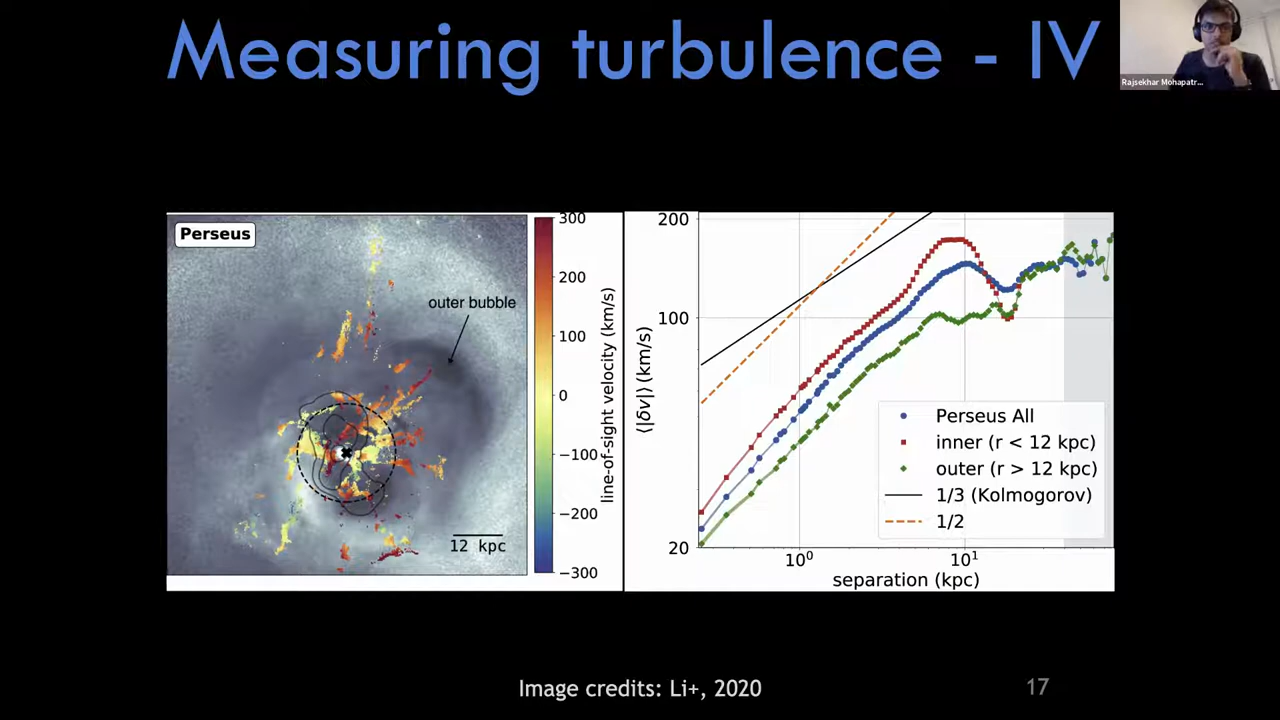 Measuring turbulence - IV
Rajsekhar Mohapatr...
Perseus
outer bubble
12 kpc
300
200
100
0
−100
−200
−300
line-of-sight velocity (km/s)
200
100
20
⟨|δv|⟩ (km/s)
10⁰
10¹
separation (kpc)
Perseus All
inner (r < 12 kpc)
outer (r > 12 kpc)
1/3 (Kolmogorov)
1/2
Image credits: Li+, 2020
17